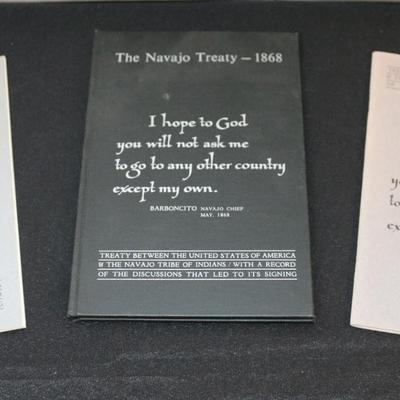 The Navajo Treaty — 1868
I hope to God
you will not ask me
to go to any other country
except my own.
BARBONCITO NAVAJO CHIEF
MAY, 1868
TREATY BETWEEN THE UNITED STATES OF AMERICA
& THE NAVAJO TRIBE OF INDIANS / WITH A RECORD
OF THE DISCUSSIONS THAT LED TO ITS SIGNING
y
to
ex